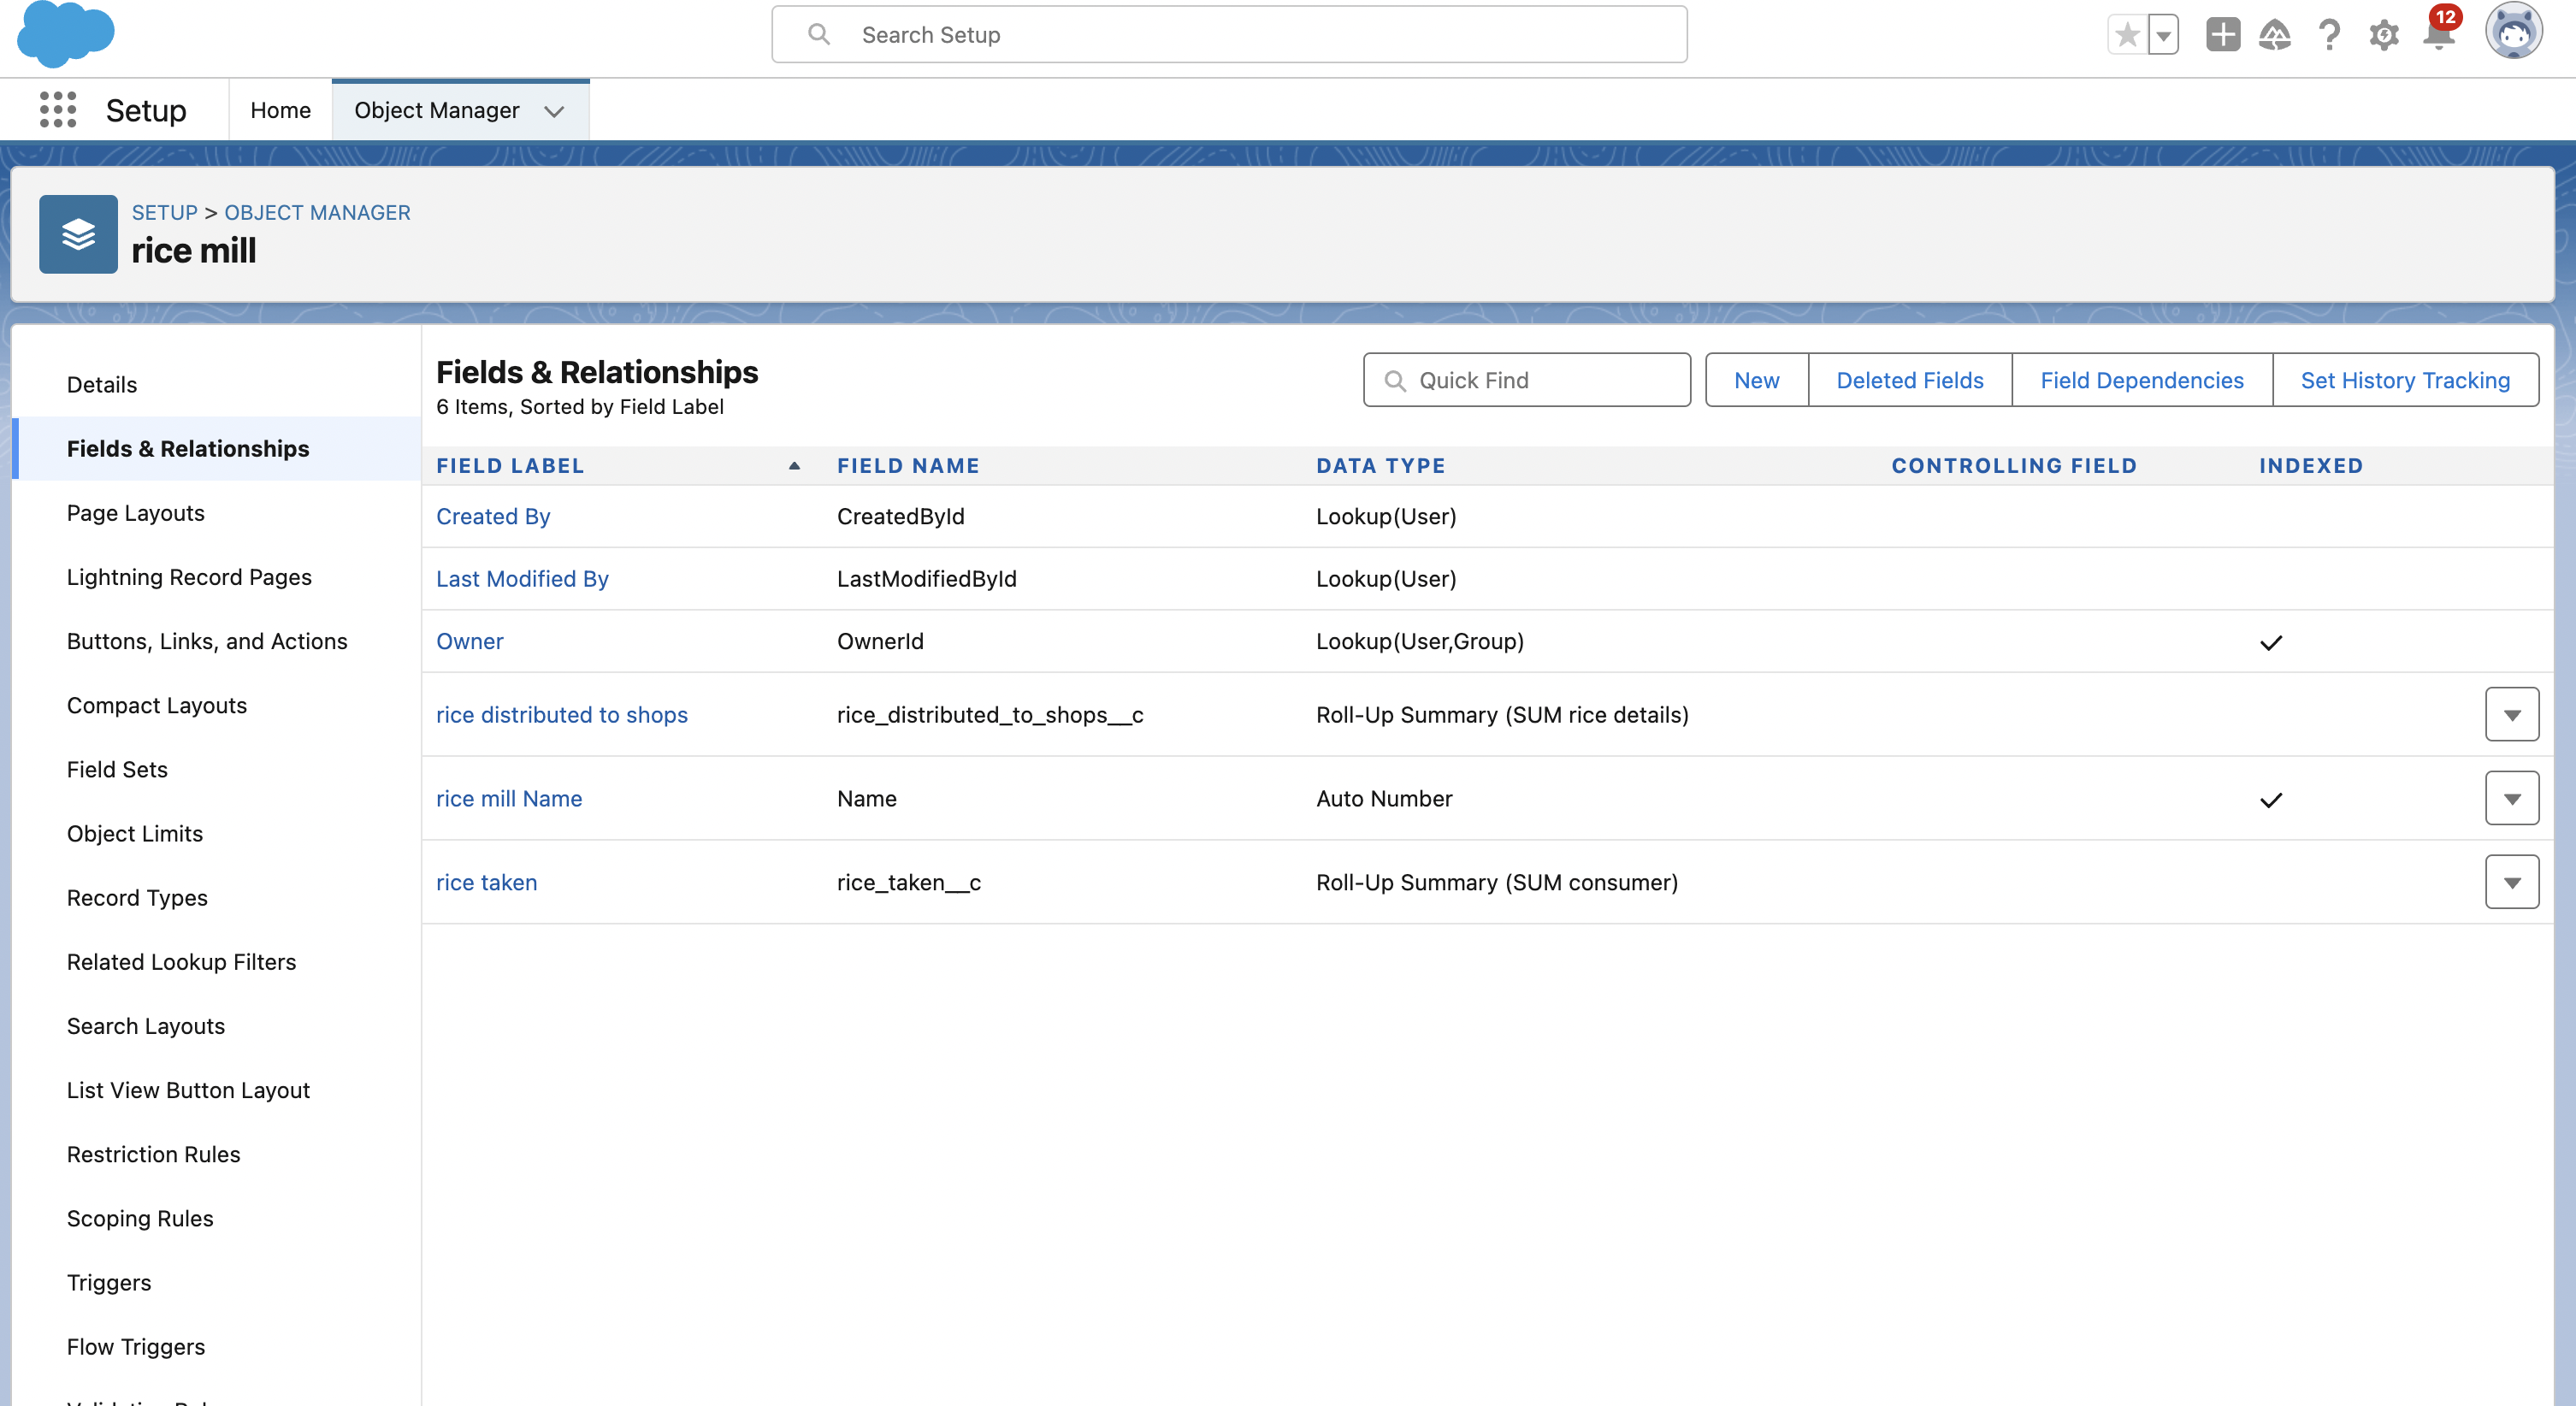 Search Setup
12
Setup
Home
Object Manager
SETUP > OBJECT MANAGER
rice mill
Details
Fields & Relationships
Page Layouts
Lightning Record Pages
Buttons, Links, and Actions
Compact Layouts
Field Sets
Object Limits
Record Types
Related Lookup Filters
Search Layouts
List View Button Layout
Restriction Rules
Scoping Rules
Triggers
Flow Triggers
Fields & Relationships
6 Items, Sorted by Field Label
Quick Find
New
Deleted Fields
Field Dependencies
Set History Tracking
FIELD LABEL FIELD NAME DATA TYPE CONTROLLING FIELD INDEXED
Created By CreatedById Lookup(User)
Last Modified By LastModifiedById Lookup(User)
Owner OwnerId Lookup(User,Group)
rice distributed to shops rice_distributed_to_shops__c Roll-Up Summary (SUM rice details)
rice mill Name Name Auto Number
rice taken rice_taken__c Roll-Up Summary (SUM consumer)